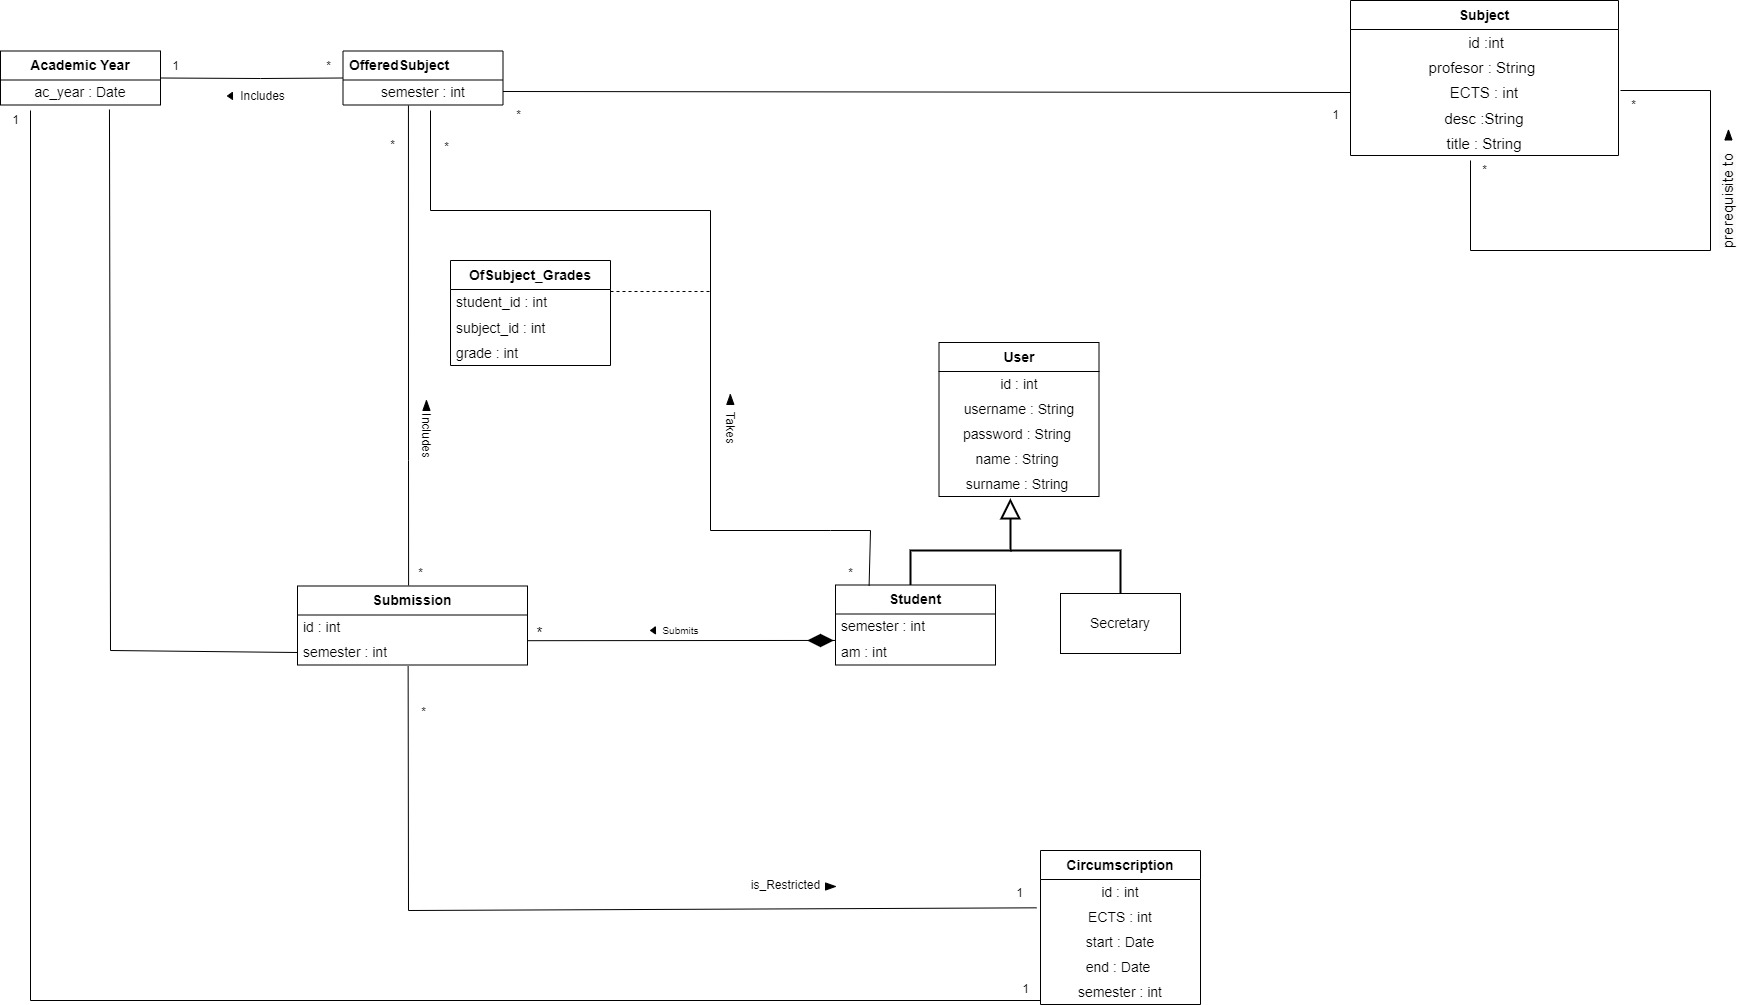 Subject
id :int
profesor : String
ECTS : int
desc :String
title : String
Academic Year
ac_year : Date
1
*
Includes
OfferedSubject
semester : int
*
1
*
*
prerequisite to
1
*
*
OfSubject_Grades
student_id : int
subject_id : int
grade : int
User
id : int
username : String
password : String
name : String
surname : String
Includes
Takes
*
*
Submission
id : int
semester : int
*
Submits
Student
semester : int
am : int
Secretary
*
is_Restricted
1
Circumscription
id : int
ECTS : int
start : Date
end : Date
semester : int
1